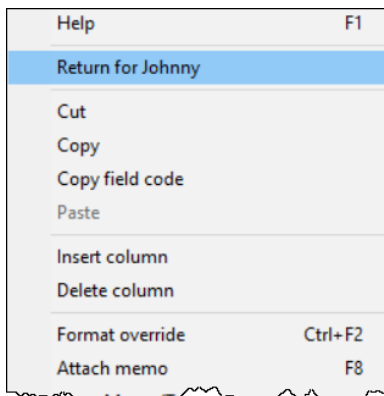 Help F1
Return for Johnny
Cut
Copy
Copy field code
Paste
Insert column
Delete column
Format override Ctrl+F2
Attach memo F8